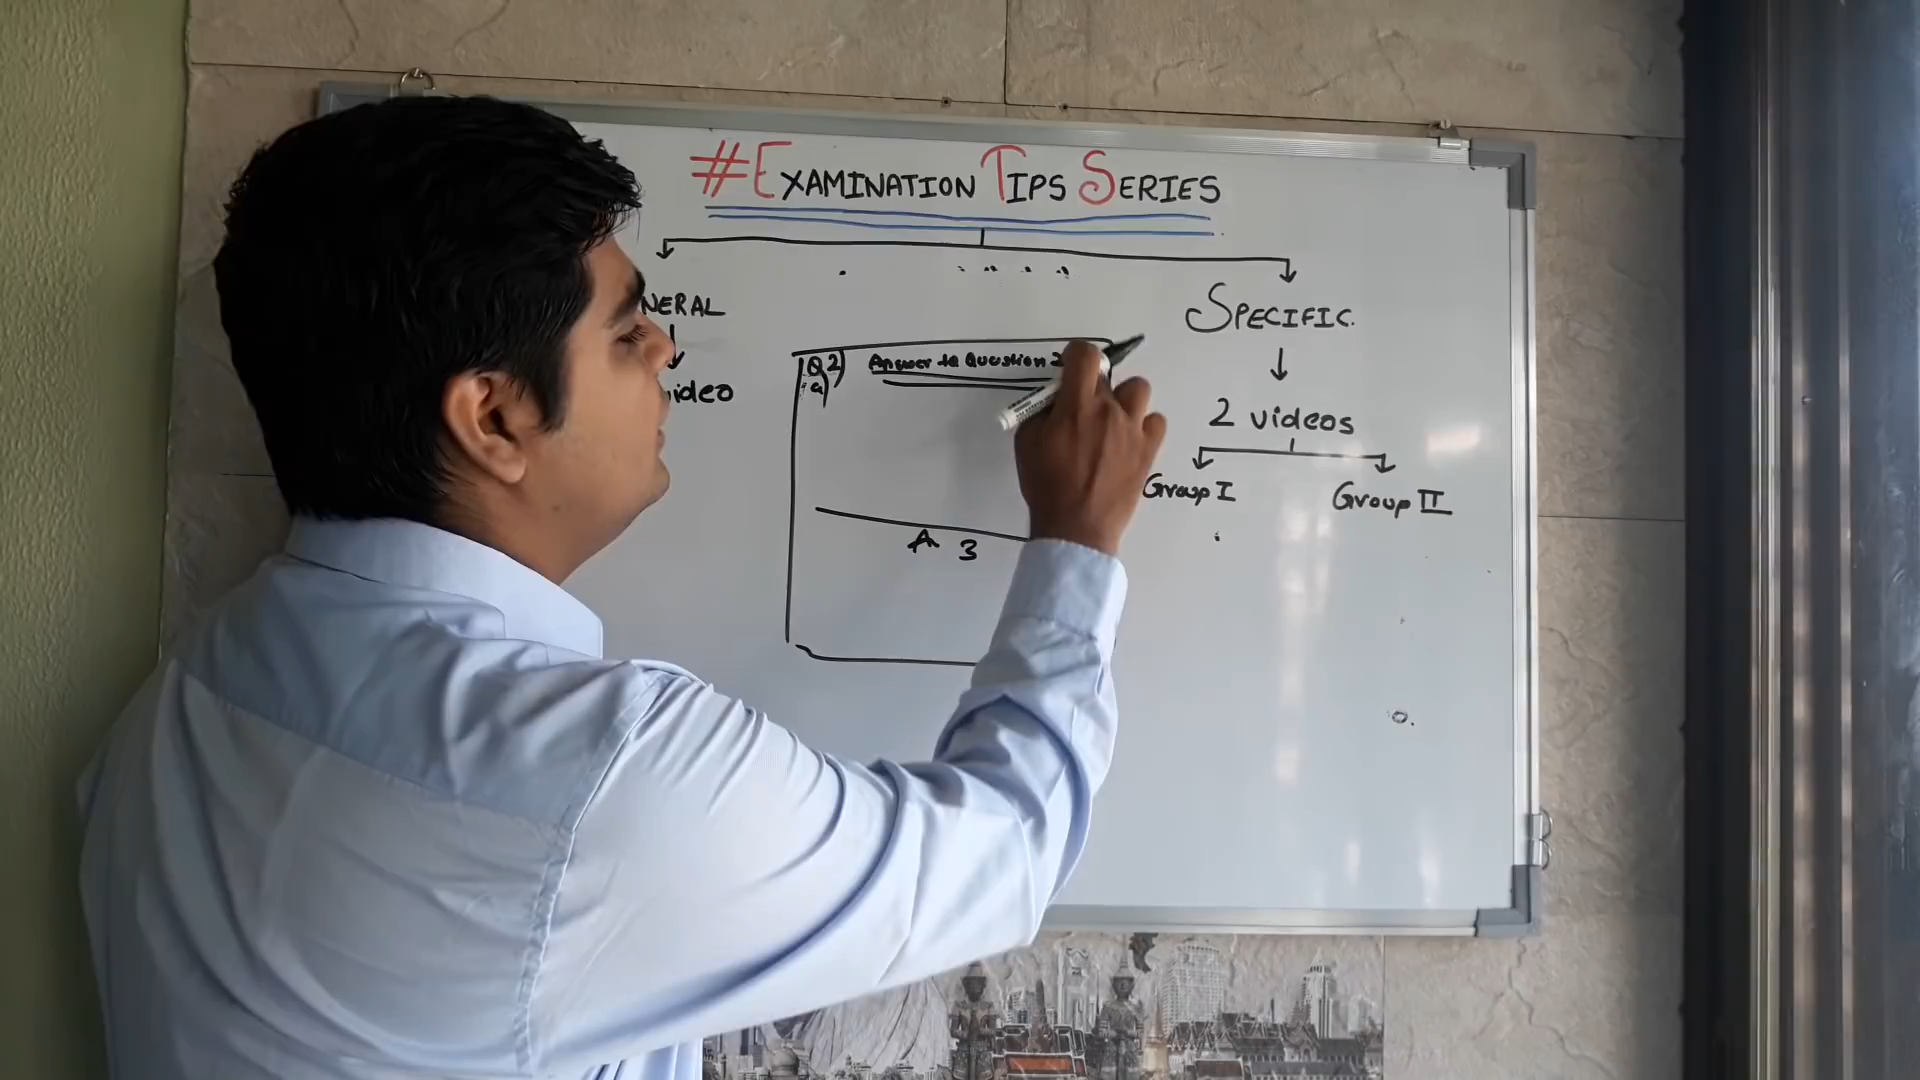 #EXAMINATION TIPS SERIES
NERAL
ideo
SPECIFIC.
2 videos
Group I
Group II
Q2) Answer to Question 2
a)
A 3